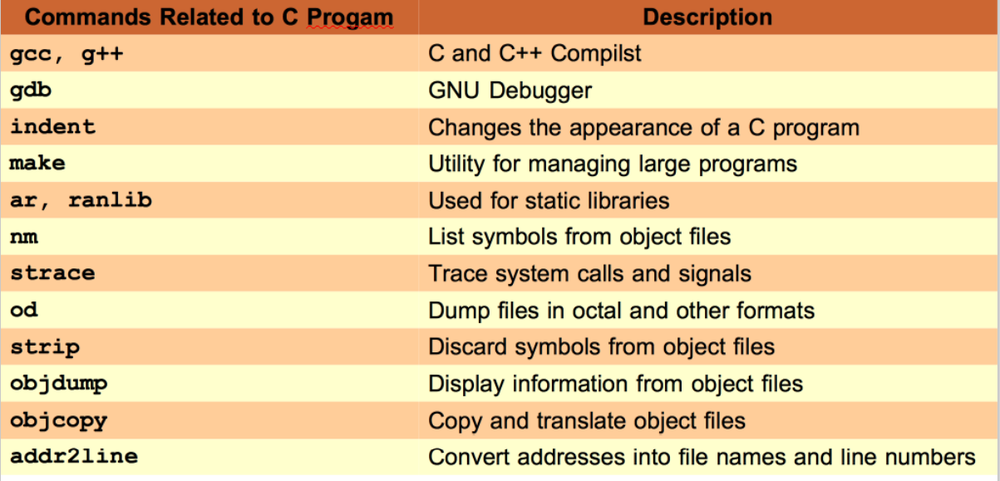 Commands Related to C Progam Description
gcc, g++ C and C++ Compilst
gdb GNU Debugger
indent Changes the appearance of a C program
make Utility for managing large programs
ar, ranlib Used for static libraries
nm List symbols from object files
strace Trace system calls and signals
od Dump files in octal and other formats
strip Discard symbols from object files
objdump Display information from object files
objcopy Copy and translate object files
addr2line Convert addresses into file names and line numbers